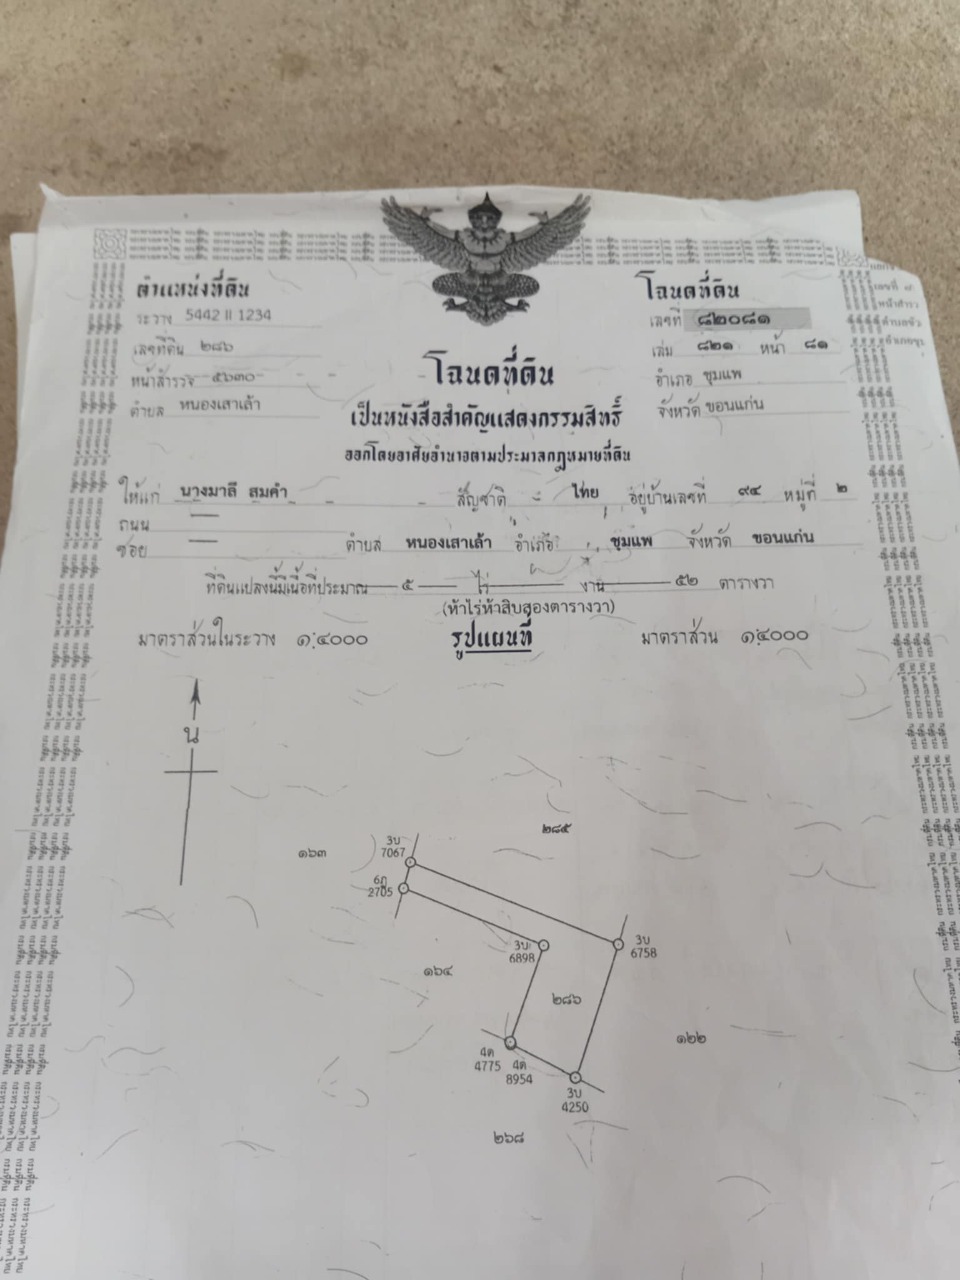 ตำแหน่งที่ดิน
ระวาง 5442 II 1234
เลขที่ดิน ๒๘๖
หน้าสำรวจ ๕๖๓๐
ตำบล หนองเสาเล้า
โฉนดที่ดิน
เลขที่ ๘๒๐๘๑
เล่ม ๘๒๑ หน้า ๘๑
อำเภอ ชุมแพ
จังหวัด ขอนแก่น
โฉนดที่ดิน
เป็นหนังสือสำคัญแสดงกรรมสิทธิ์
ออกโดยอาศัยอำนาจตามประมวลกฎหมายที่ดิน
ให้แก่ นางมาลี สมคำ สัญชาติ ไทย อยู่บ้านเลขที่ ๙๔ หมู่ที่ ๒
ถนน
ซอย ตำบล หนองเสาเล้า อำเภอ ชุมแพ จังหวัด ขอนแก่น
ที่ดินแปลงนี้มีเนื้อที่ประมาณ ๕ ไร่ งาน ๕๒ ตารางวา
(ห้าไร่ห้าสิบสองตารางวา)
มาตราส่วนในระวาง ๑:๔๐๐๐ รูปแผนที่ มาตราส่วน ๑:๔๐๐๐
น
๒๘๕
๑๖๓
3บ
7067
6ฎ
2705
3บ
6898
3บ
6758
๑๖๔
๒๘๖
๑๒๒
4ด
4775
4ด
8954
3บ
4250
๒๖๘